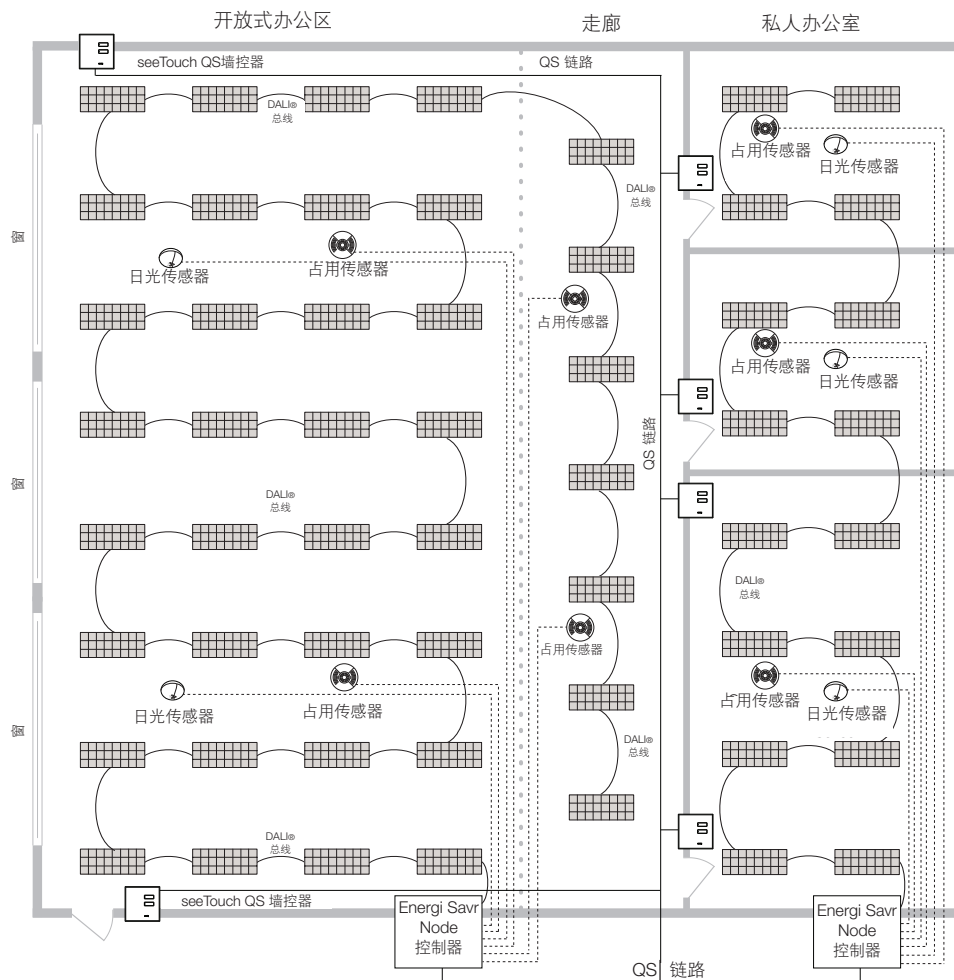 开放式办公区
走廊
私人办公室
seeTouch QS墙控器
QS 链路
DALI®
总线
占用传感器
日光传感器
DALI®
总线
窗
日光传感器
占用传感器
占用传感器
占用传感器
日光传感器
QS 链路
窗
DALI®
总线
DALI®
总线
占用传感器
日光传感器
占用传感器
占用传感器
日光传感器
窗
DALI®
总线
DALI®
总线
seeTouch QS 墙控器
Energi Savr
Node
控制器
Energi Savr
Node
控制器
QS 链路